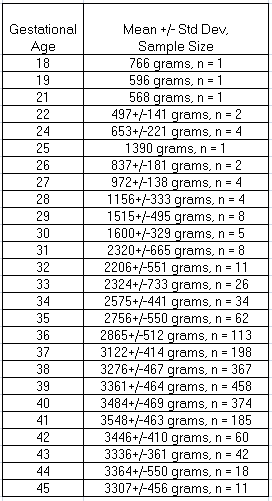 Gestational Age Mean +/- Std Dev, Sample Size
18 766 grams, n = 1
19 596 grams, n = 1
21 568 grams, n = 1
22 497+/-141 grams, n = 2
24 653+/-221 grams, n = 4
25 1390 grams, n = 1
26 837+/-181 grams, n = 2
27 972+/-138 grams, n = 4
28 1156+/-333 grams, n = 4
29 1515+/-495 grams, n = 8
30 1600+/-329 grams, n = 5
31 2320+/-665 grams, n = 8
32 2206+/-551 grams, n = 11
33 2324+/-733 grams, n = 26
34 2575+/-441 grams, n = 34
35 2756+/-550 grams, n = 62
36 2865+/-512 grams, n = 113
37 3122+/-414 grams, n = 198
38 3276+/-467 grams, n = 367
39 3361+/-464 grams, n = 458
40 3484+/-469 grams, n = 374
41 3548+/-463 grams, n = 185
42 3446+/-410 grams, n = 60
43 3336+/-361 grams, n = 42
44 3364+/-550 grams, n = 18
45 3307+/-456 grams, n = 11